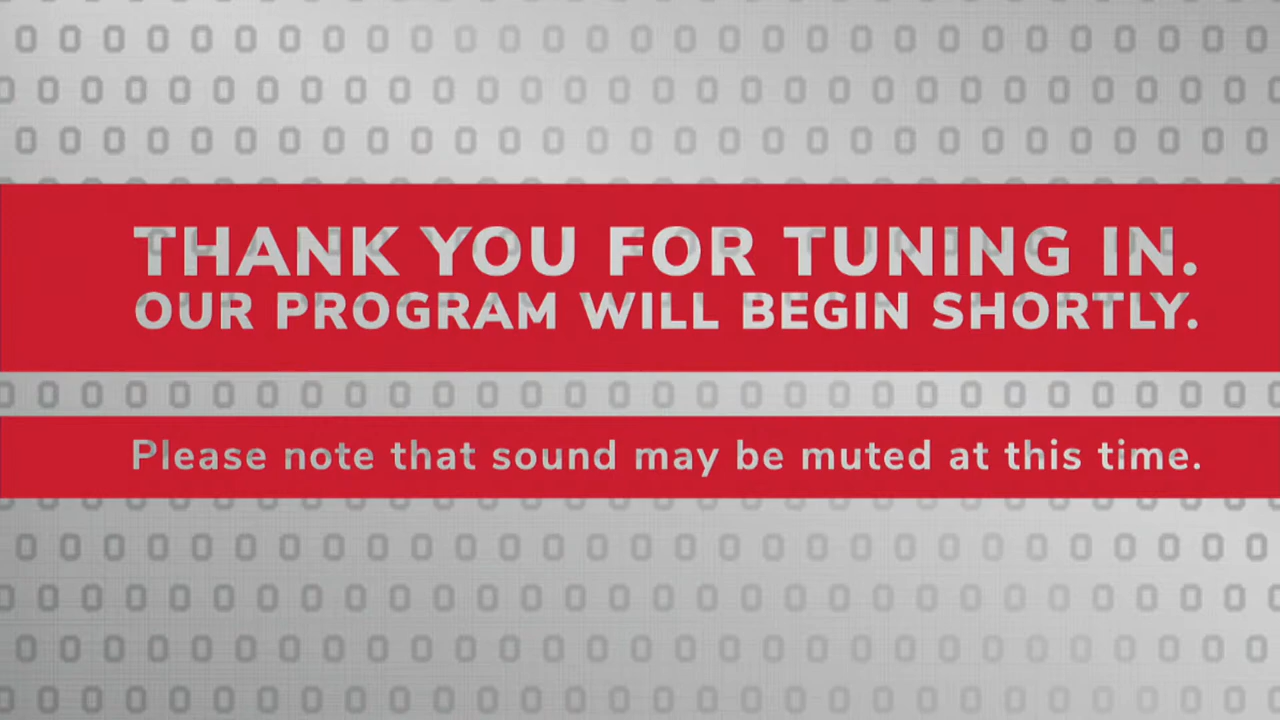 THANK YOU FOR TUNING IN.
OUR PROGRAM WILL BEGIN SHORTLY.
Please note that sound may be muted at this time.